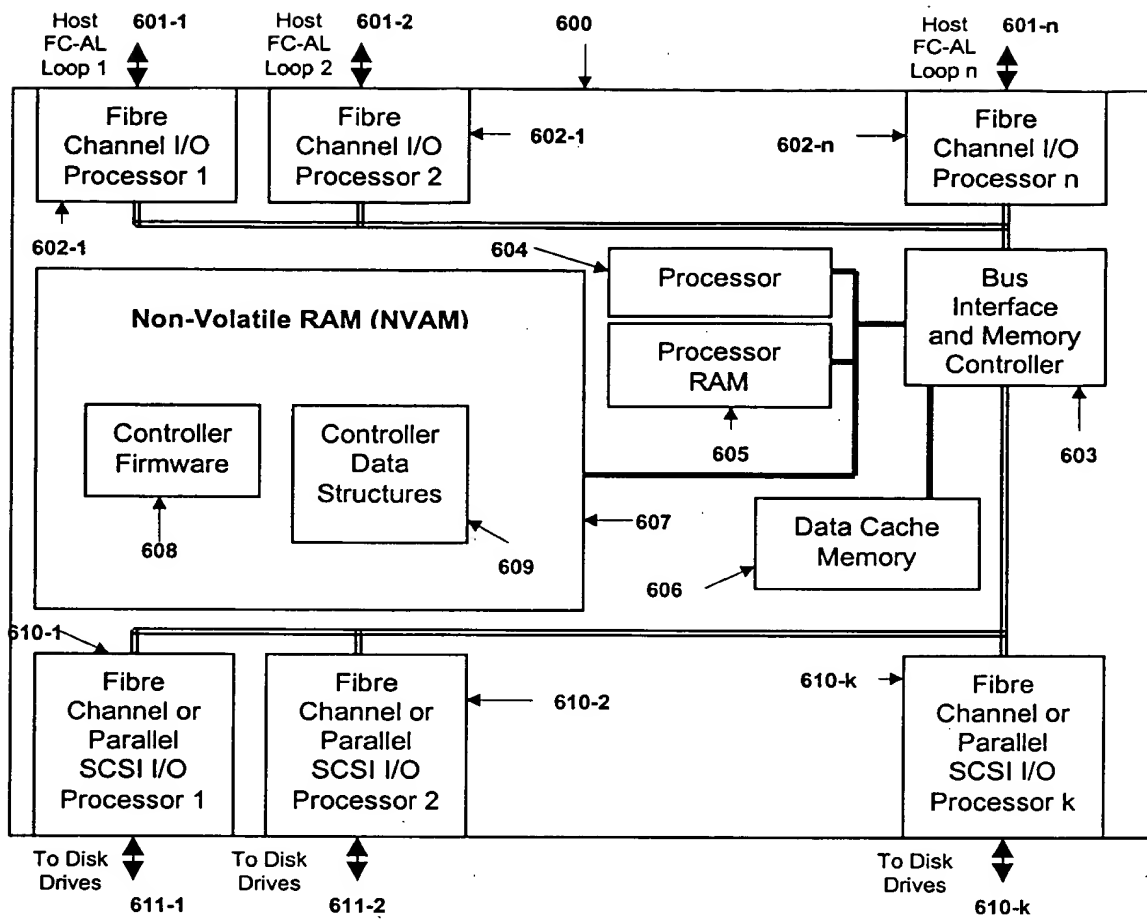 Host FC-AL Loop 1
601-1
Host FC-AL Loop 2
601-2
600
Host FC-AL Loop n
601-n
Fibre Channel I/O Processor 1
Fibre Channel I/O Processor 2
602-1
602-n
Fibre Channel I/O Processor n
602-1
604
Processor
Bus Interface and Memory Controller
Non-Volatile RAM (NVAM)
Processor RAM
Controller Firmware
Controller Data Structures
605
603
607
Data Cache Memory
608
609
606
610-1
Fibre Channel or Parallel SCSI I/O Processor 1
Fibre Channel or Parallel SCSI I/O Processor 2
610-2
610-k
Fibre Channel or Parallel SCSI I/O Processor k
To Disk Drives
611-1
To Disk Drives
611-2
To Disk Drives
610-k